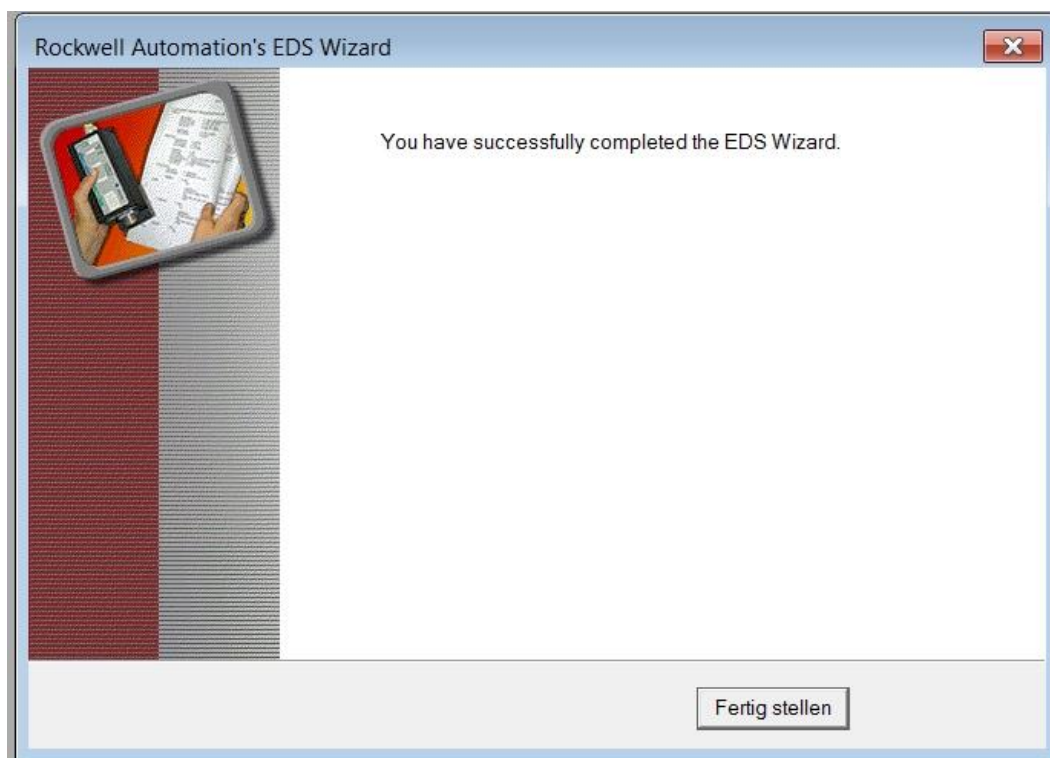 Rockwell Automation's EDS Wizard
You have successfully completed the EDS Wizard.
Fertig stellen